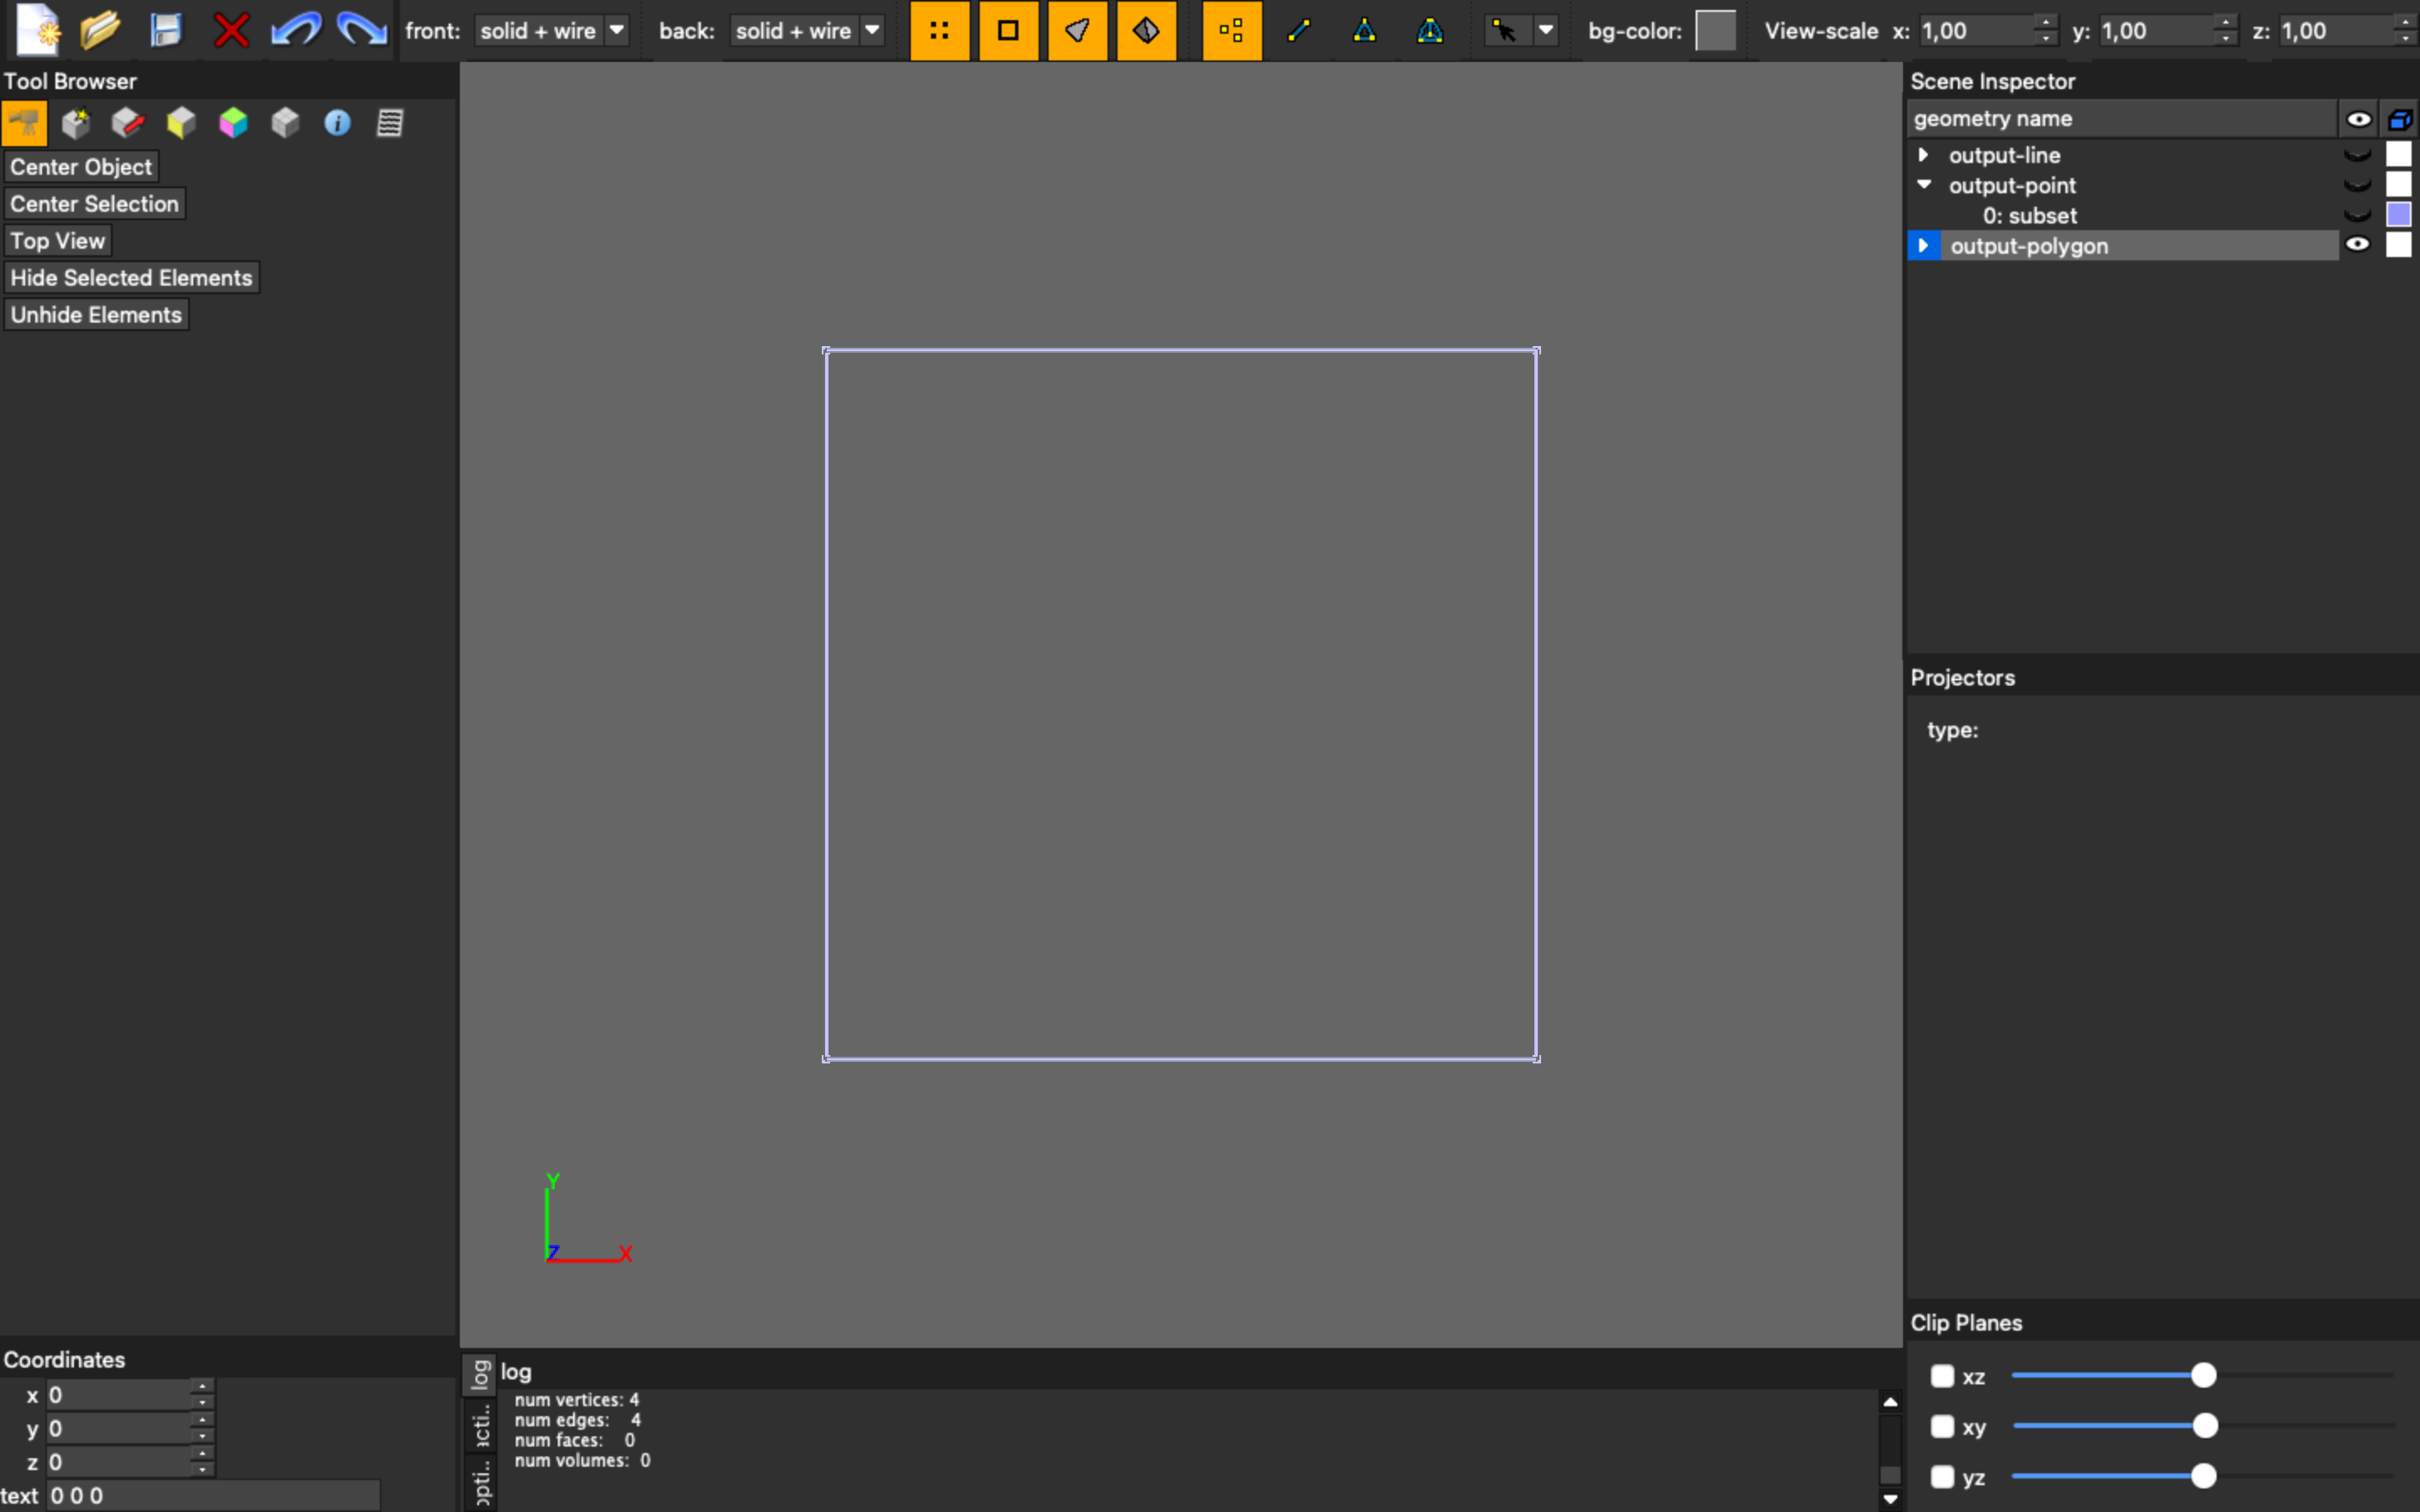 front: solid + wire back: solid + wire bg-color: View-scale x: 1,00 y: 1,00 z: 1,00
Tool Browser
Center Object
Center Selection
Top View
Hide Selected Elements
Unhide Elements
Y
Z X
Scene Inspector
geometry name
output-line
output-point
0: subset
output-polygon
Projectors
type:
Clip Planes
xz
xy
yz
Coordinates
x 0
y 0
z 0
text 0 0 0
log
log
num vertices: 4
num edges: 4
num faces: 0
num volumes: 0